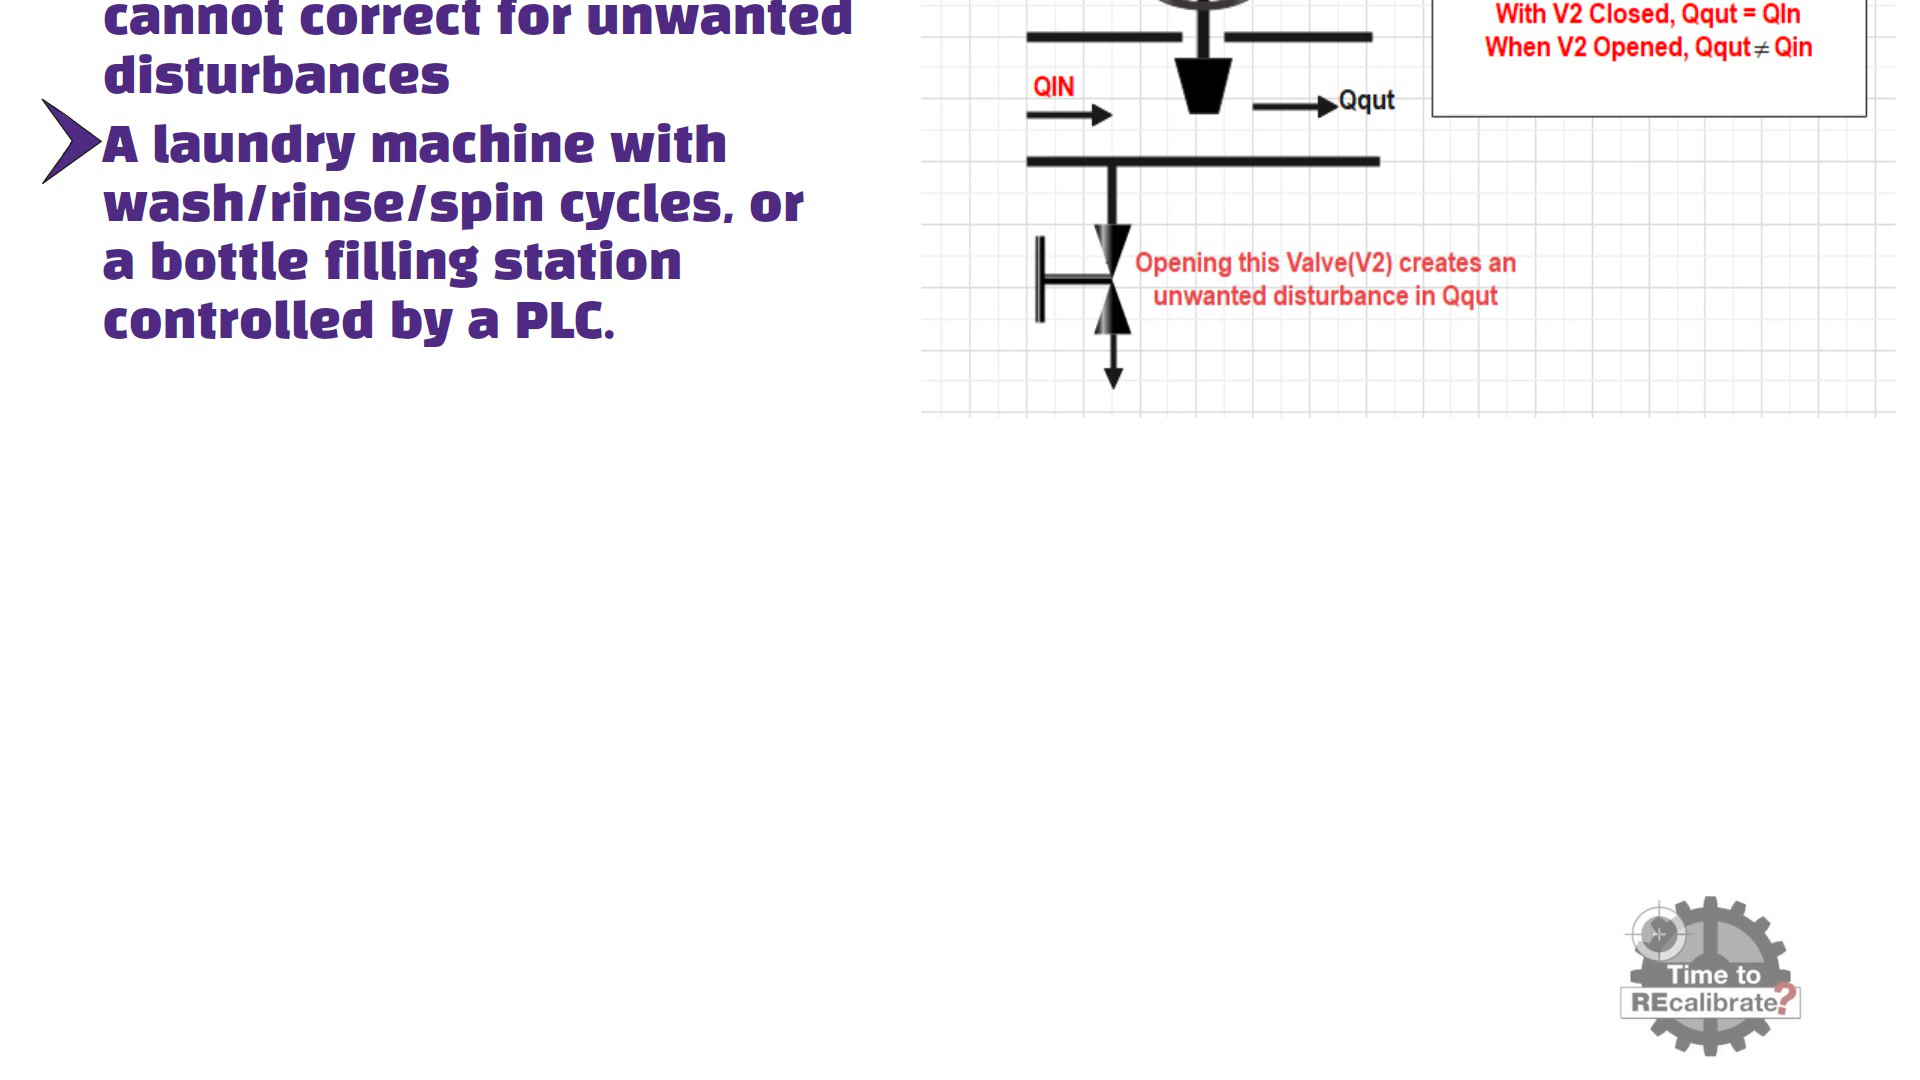 cannot correct for unwanted
disturbances
A laundry machine with
wash/rinse/spin cycles, or
a bottle filling station
controlled by a PLC.
With V2 Closed, Qqut = QIn
When V2 Opened, Qqut ≠ Qin
QIN
Qqut
Opening this Valve(V2) creates an
unwanted disturbance in Qqut
Time to
REcalibrate?